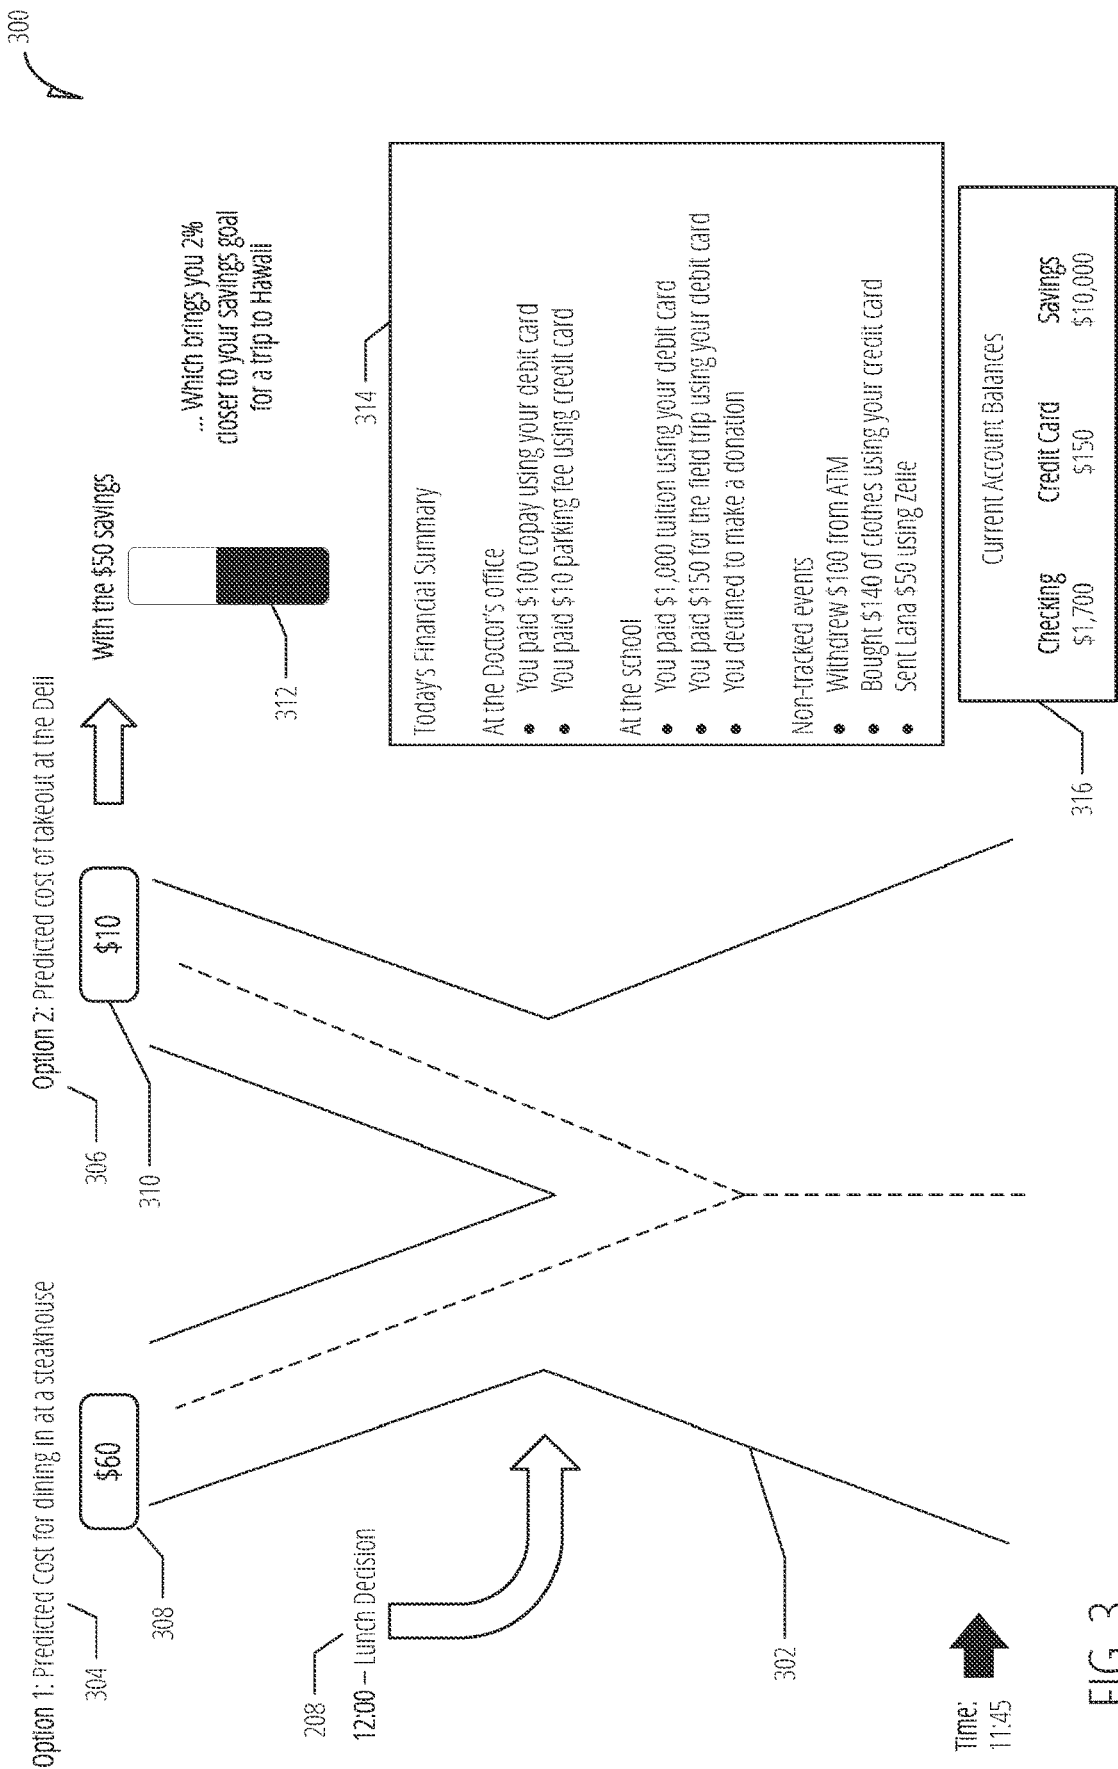 300
Option 1: Predicted Cost for dining in at a steakhouse
304
$60
308
Option 2: Predicted cost of takeout at the Deli
306
$10
310
With the $50 savings
... Which brings you 2%
closer to your savings goal
for a trip to Hawaii
312
208
12:00 – Lunch Decision
302
Time:
11:45
314
Today's Financial Summary
At the Doctor's office
• You paid $100 copay using your debit card
• You paid $10 parking fee using credit card
At the school
• You paid $1,000 tuition using your debit card
• You paid $150 for the field trip using your debit card
• You declined to make a donation
Non-tracked events
• Withdrew $100 from ATM
• Bought $140 of clothes using your credit card
• Sent Lana $50 using Zelle
316
Current Account Balances
Checking Credit Card Savings
$1,700 $150 $10,000
FIG. 3